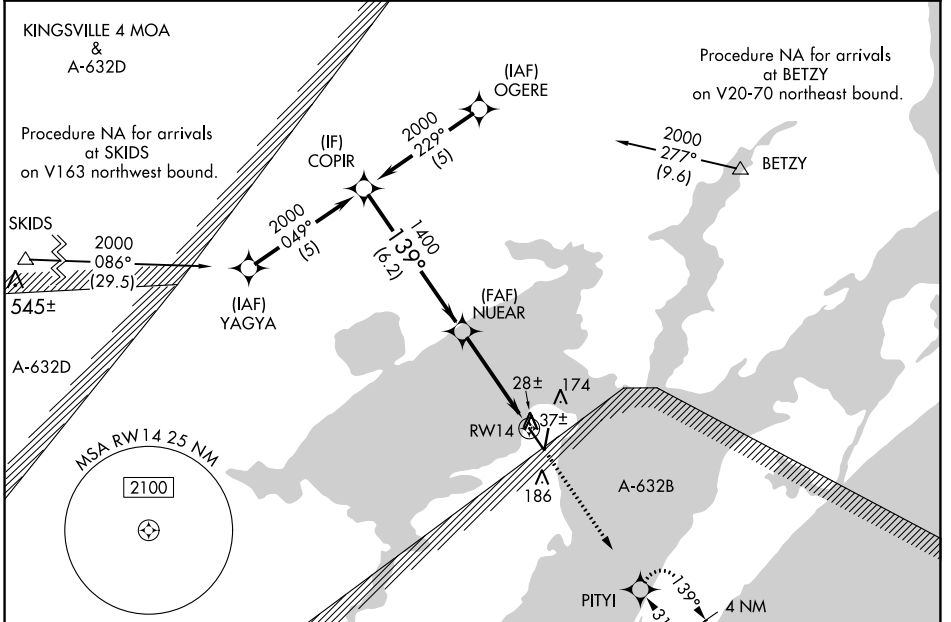 KINGSVILLE 4 MOA
&
A-632D
Procedure NA for arrivals
at SKIDS
on V163 northwest bound.
(IAF)
OGERE
2000
229°
(5)
(IF)
COPIR
Procedure NA for arrivals
at BETZY
on V20-70 northeast bound.
2000
277°
(9.6)
BETZY
SKIDS
2000
086°
(29.5)
545±
2000
049°
(5)
(IAF)
YAGYA
1400
139°
(6.2)
(FAF)
NUEAR
A-632D
28±
174
RW14
37±
186
A-632B
MSA RW14 25 NM
2100
PITYI
139°
4 NM